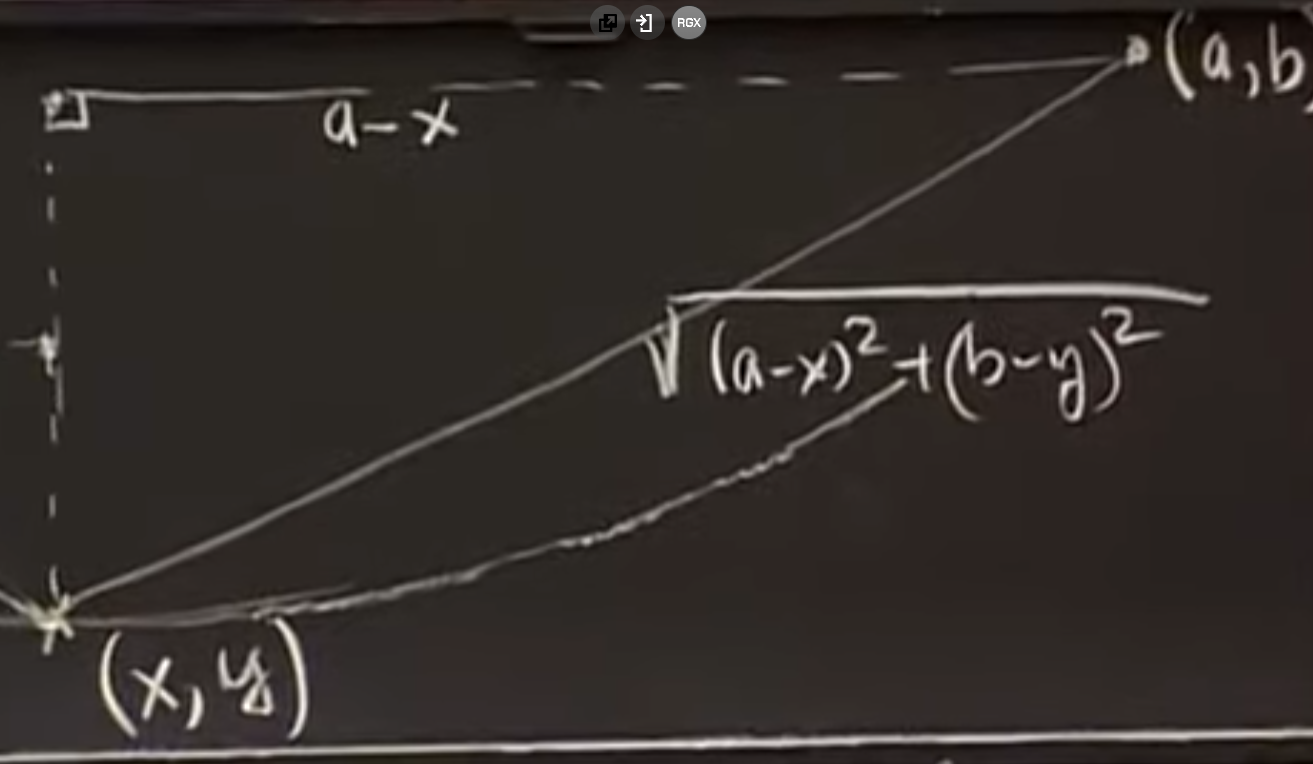 RGX
(a,b)
a-x
√(a-x)²+(b-y)²
(x,y)